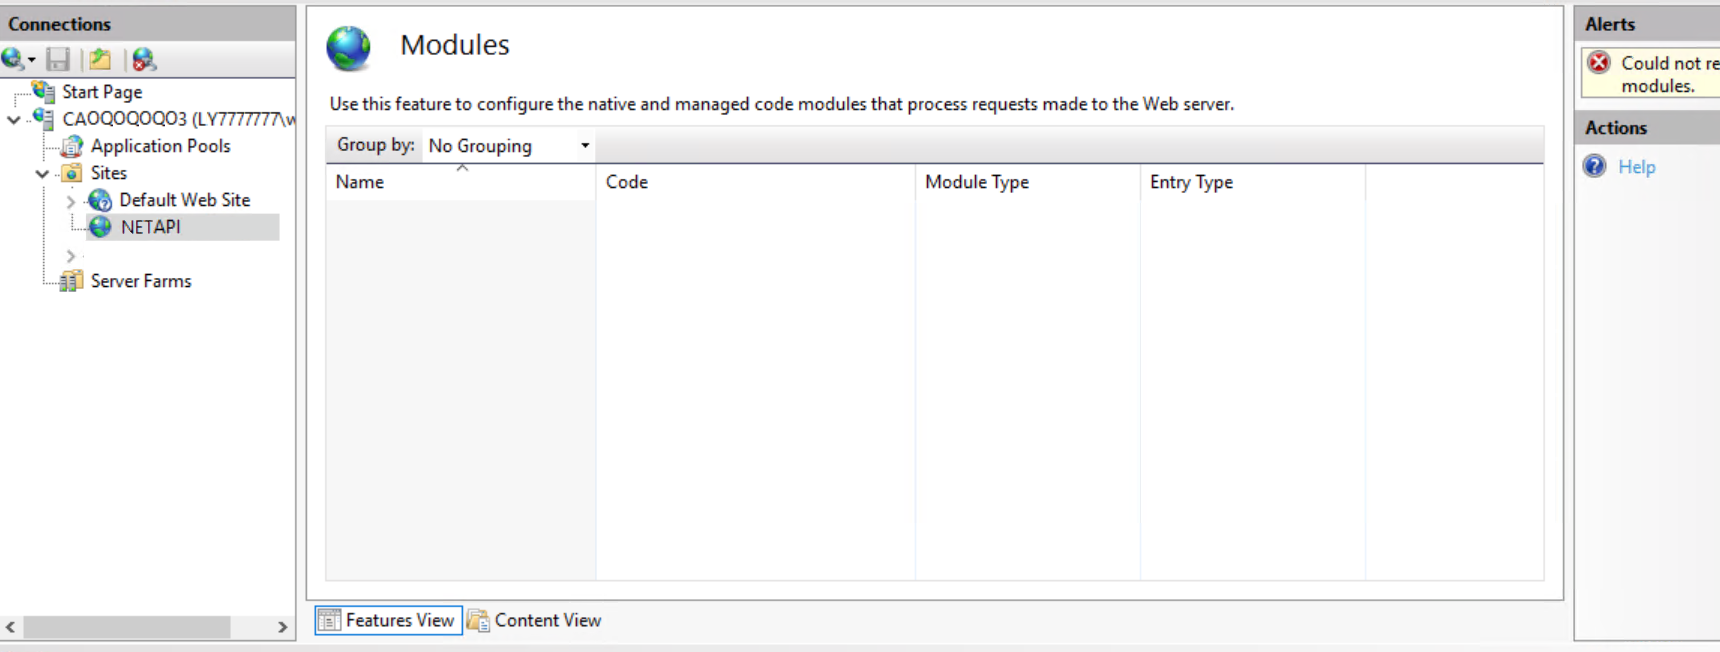 Connections
Start Page
CAOQOQOQO3 (LY7777777\w
Application Pools
Sites
Default Web Site
NETAPI
Server Farms
Modules
Use this feature to configure the native and managed code modules that process requests made to the Web server.
Group by: No Grouping
Name Code Module Type Entry Type
Features View Content View
Alerts
Could not re
modules.
Actions
Help